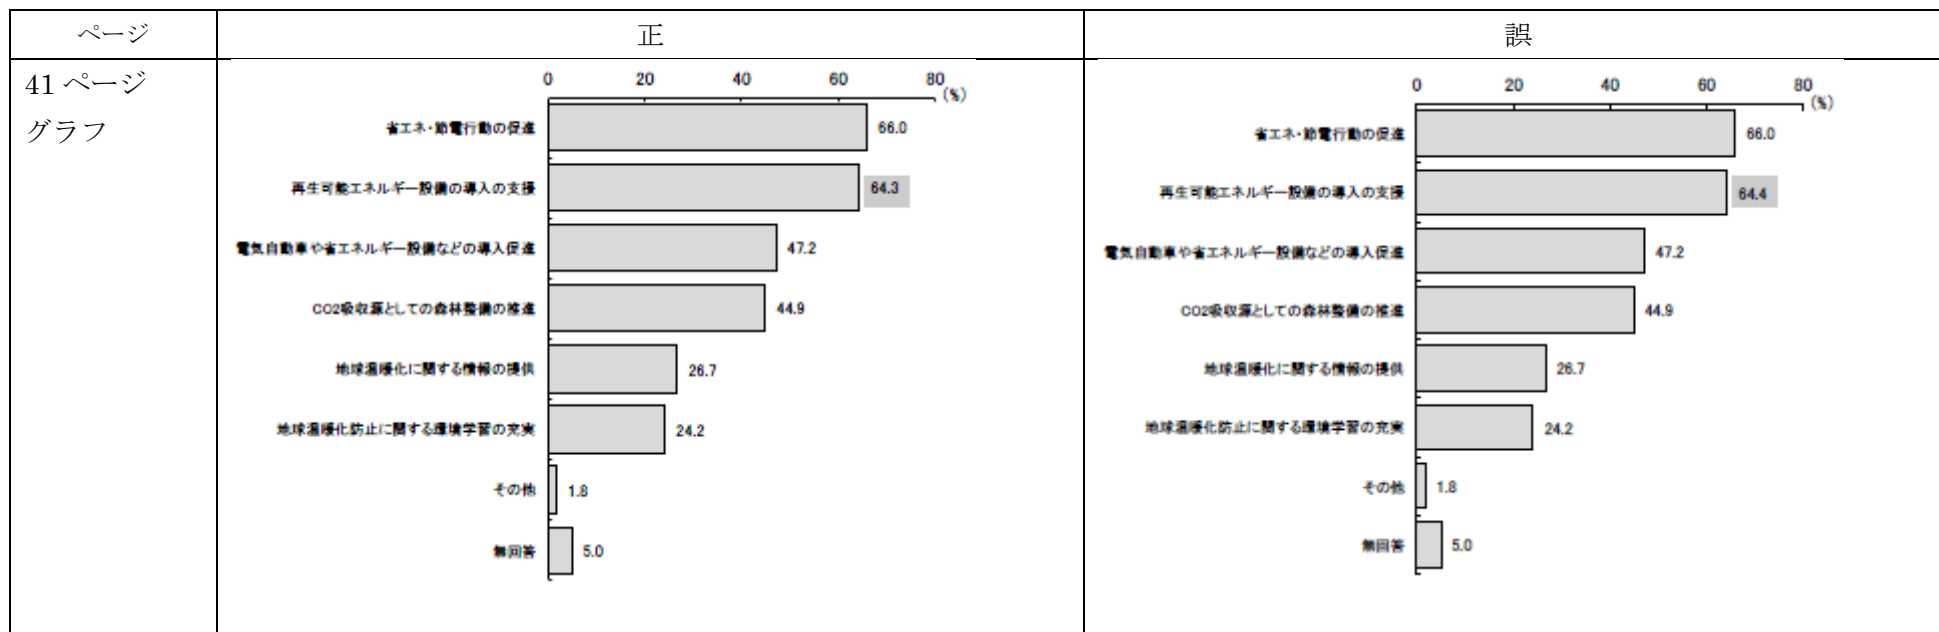 ページ
正
誤
41 ページ
グラフ
0 20 40 60 80
(%)
省エネ・節電行動の促進 66.0
再生可能エネルギー設備の導入の支援 64.3
電気自動車や省エネルギー設備などの導入促進 47.2
CO2吸収源としての森林整備の推進 44.9
地球温暖化に関する情報の提供 26.7
地球温暖化防止に関する環境学習の充実 24.2
その他 1.8
無回答 5.0
0 20 40 60 80
(%)
省エネ・節電行動の促進 66.0
再生可能エネルギー設備の導入の支援 64.4
電気自動車や省エネルギー設備などの導入促進 47.2
CO2吸収源としての森林整備の推進 44.9
地球温暖化に関する情報の提供 26.7
地球温暖化防止に関する環境学習の充実 24.2
その他 1.8
無回答 5.0